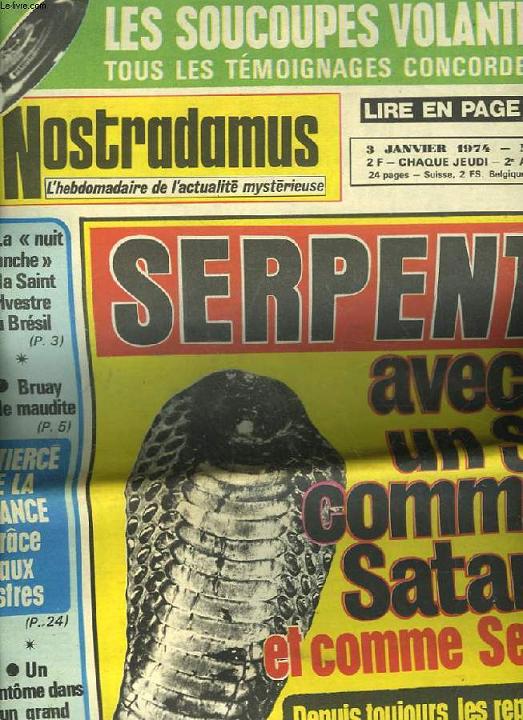 Le-Livre
LES SOUCOUPES VOLANT
TOUS LES TÉMOIGNAGES CONCORDE
Nostradamus
L'hebdomadaire de l'actualité mystérieuse
LIRE EN PAGE
3 JANVIER 1974 —
2 F — CHAQUE JEUDI — 2e A
24 pages — Suisse, 2 FS. Belgique
La « nuit
anche »
la Saint
lvestre
u Brésil
(P. 3)
● Bruay
le maudite
(P. 5)
TIERCÉ
E LA
ANCE
râce
aux
stres
(P. 24)
● Un
ntôme dans
un grand
SERPENT
avec
un S
comm
Satan
et comme Se
Depuis toujours, les rep